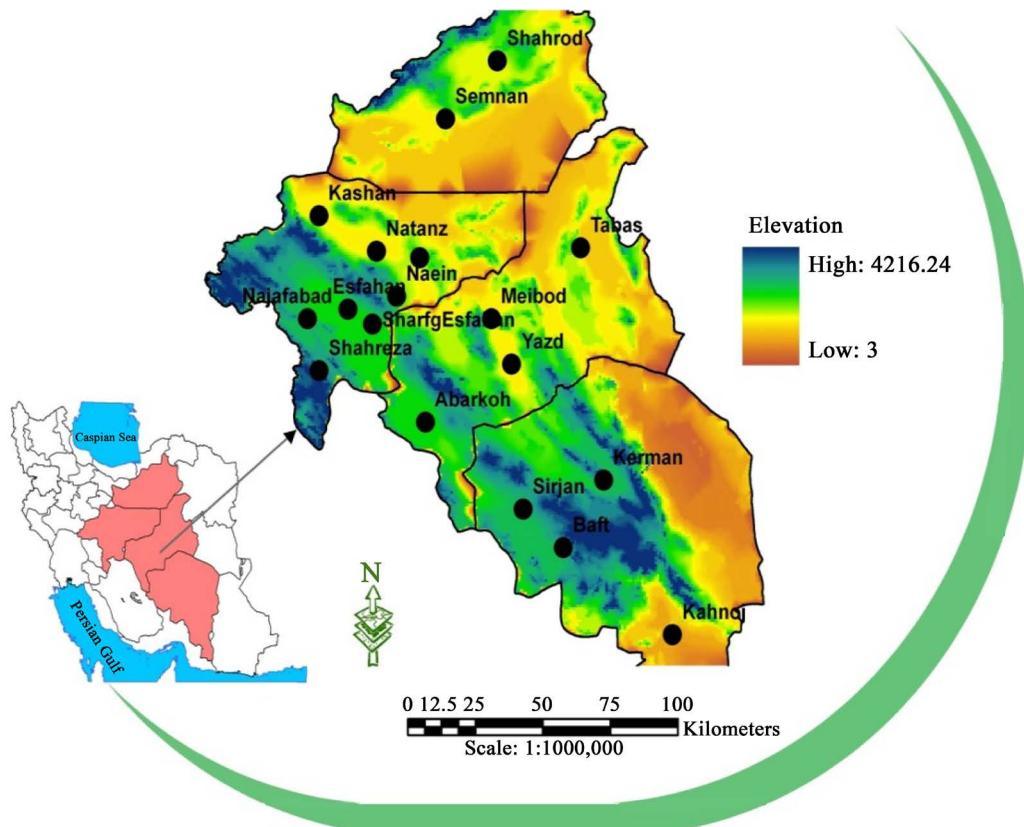 Shahrod
Semnan
Kashan
Natanz
Tabas
Naein
Elevation
High: 4216.24
Low: 3
Najafabad
Esfahan
Meibod
SharfgEsfahan
Shahreza
Yazd
Abarkoh
Caspian Sea
Kerman
Sirjan
Baft
Persian Gulf
N
Kahnoj
0 12.5 25 50 75 100
Kilometers
Scale: 1:1000,000